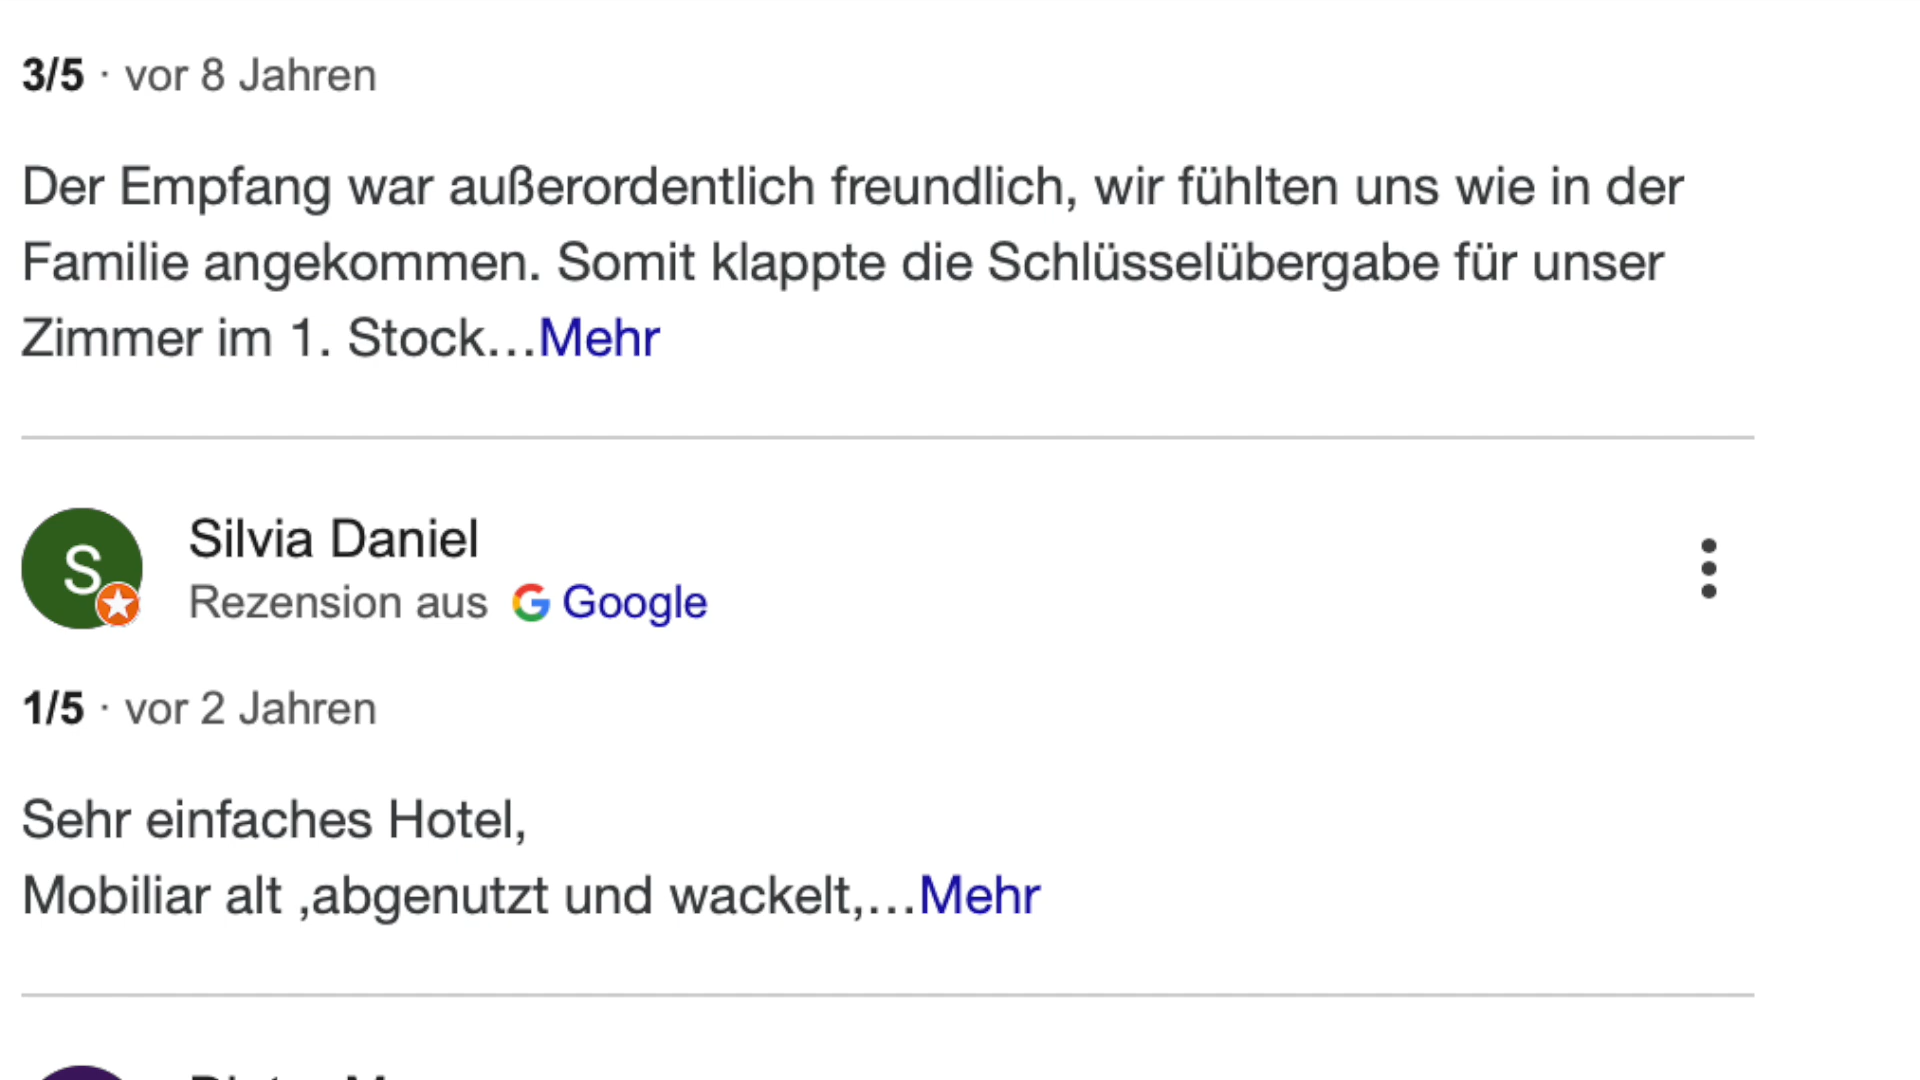 3/5 · vor 8 Jahren
Der Empfang war außerordentlich freundlich, wir fühlten uns wie in der
Familie angekommen. Somit klappte die Schlüsselübergabe für unser
Zimmer im 1. Stock...Mehr
S
Silvia Daniel
Rezension aus G Google
1/5 · vor 2 Jahren
Sehr einfaches Hotel,
Mobiliar alt ,abgenutzt und wackelt,...Mehr